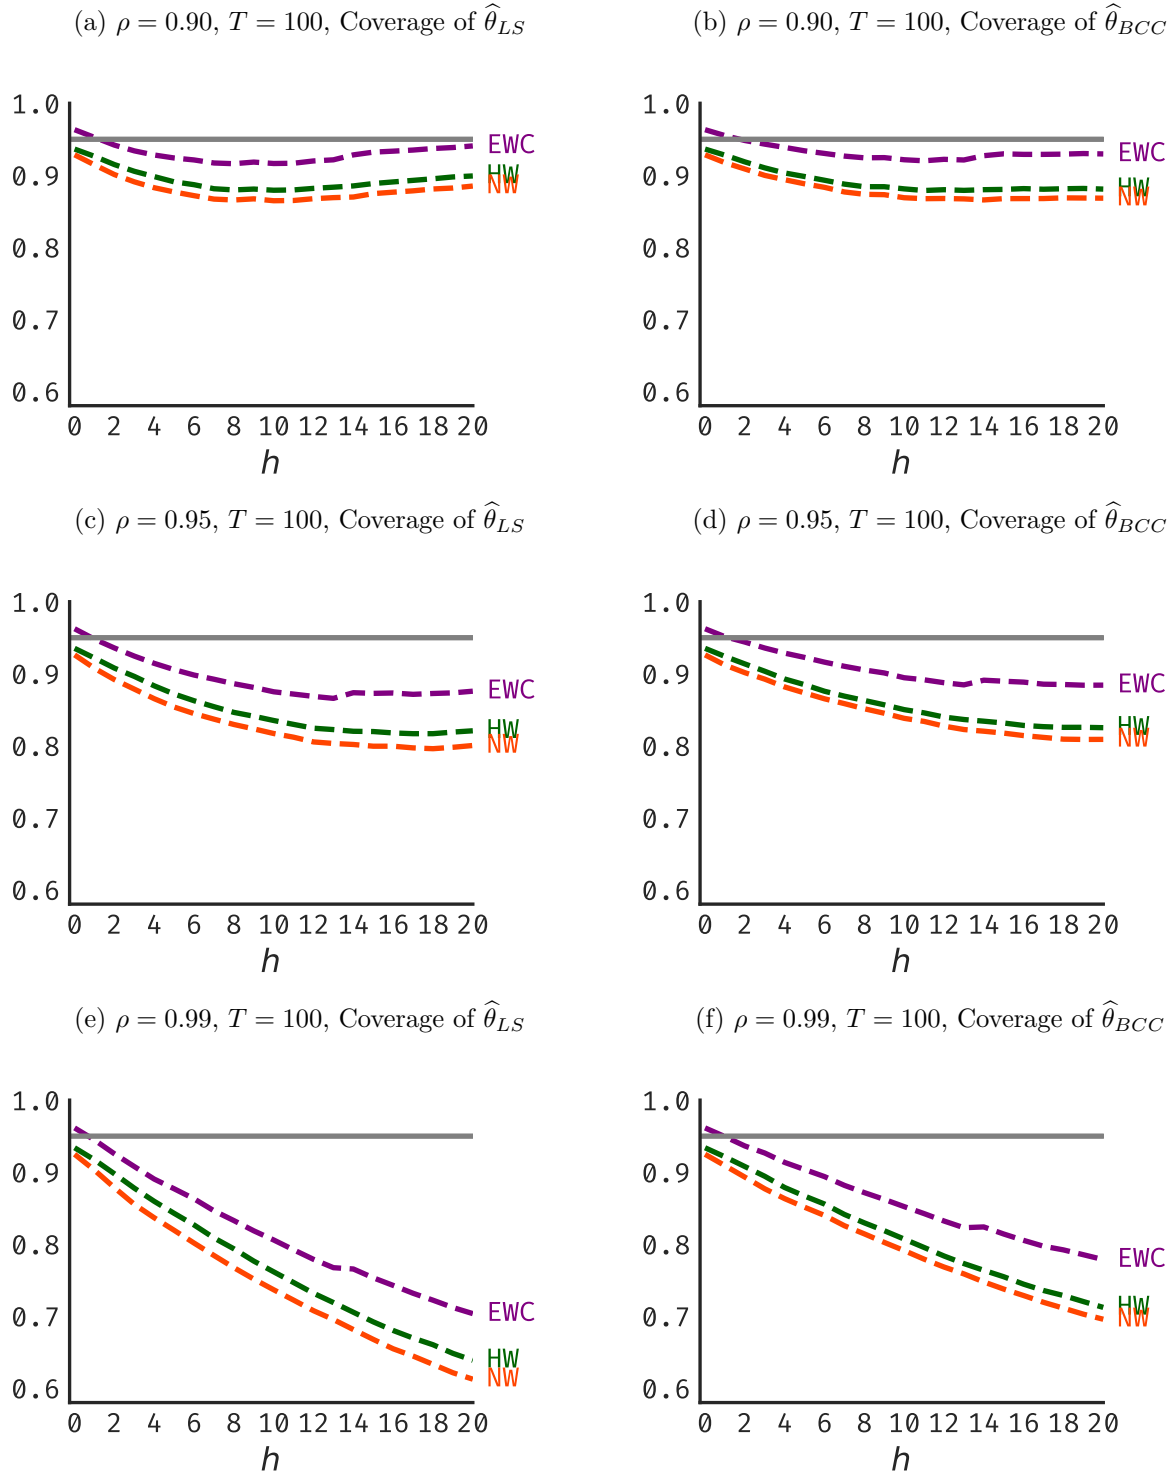 (a) ρ = 0.90, T = 100, Coverage of θ̂_LS
(b) ρ = 0.90, T = 100, Coverage of θ̂_BCC
1.0
0.9
0.8
0.7
0.6
EWC
HW
NW
0 2 4 6 8 10 12 14 16 18 20
h
1.0
0.9
0.8
0.7
0.6
EWC
HW
NW
0 2 4 6 8 10 12 14 16 18 20
h
(c) ρ = 0.95, T = 100, Coverage of θ̂_LS
(d) ρ = 0.95, T = 100, Coverage of θ̂_BCC
1.0
0.9
0.8
0.7
0.6
EWC
HW
NW
0 2 4 6 8 10 12 14 16 18 20
h
1.0
0.9
0.8
0.7
0.6
EWC
HW
NW
0 2 4 6 8 10 12 14 16 18 20
h
(e) ρ = 0.99, T = 100, Coverage of θ̂_LS
(f) ρ = 0.99, T = 100, Coverage of θ̂_BCC
1.0
0.9
0.8
0.7
0.6
EWC
HW
NW
0 2 4 6 8 10 12 14 16 18 20
h
1.0
0.9
0.8
0.7
0.6
EWC
HW
NW
0 2 4 6 8 10 12 14 16 18 20
h